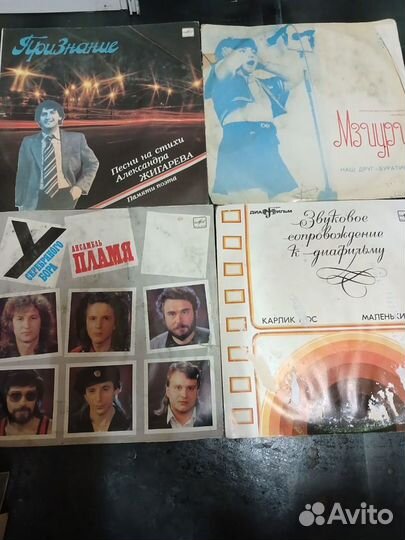 Признание
Песни на стихи
Александра
ЖИГАРЕВА
Памяти поэта
Мзиури
НАШ ДРУГ-БУРАТИНО
У
СЕРЕБРЯНОГО
БОРА
АНСАМБЛЬ
ПЛАМЯ
ДИАФИЛЬМ
Звуковое
сопровождение
к диафильму
КАРЛИК НОС
МАЛЕНЬКИ
Avito